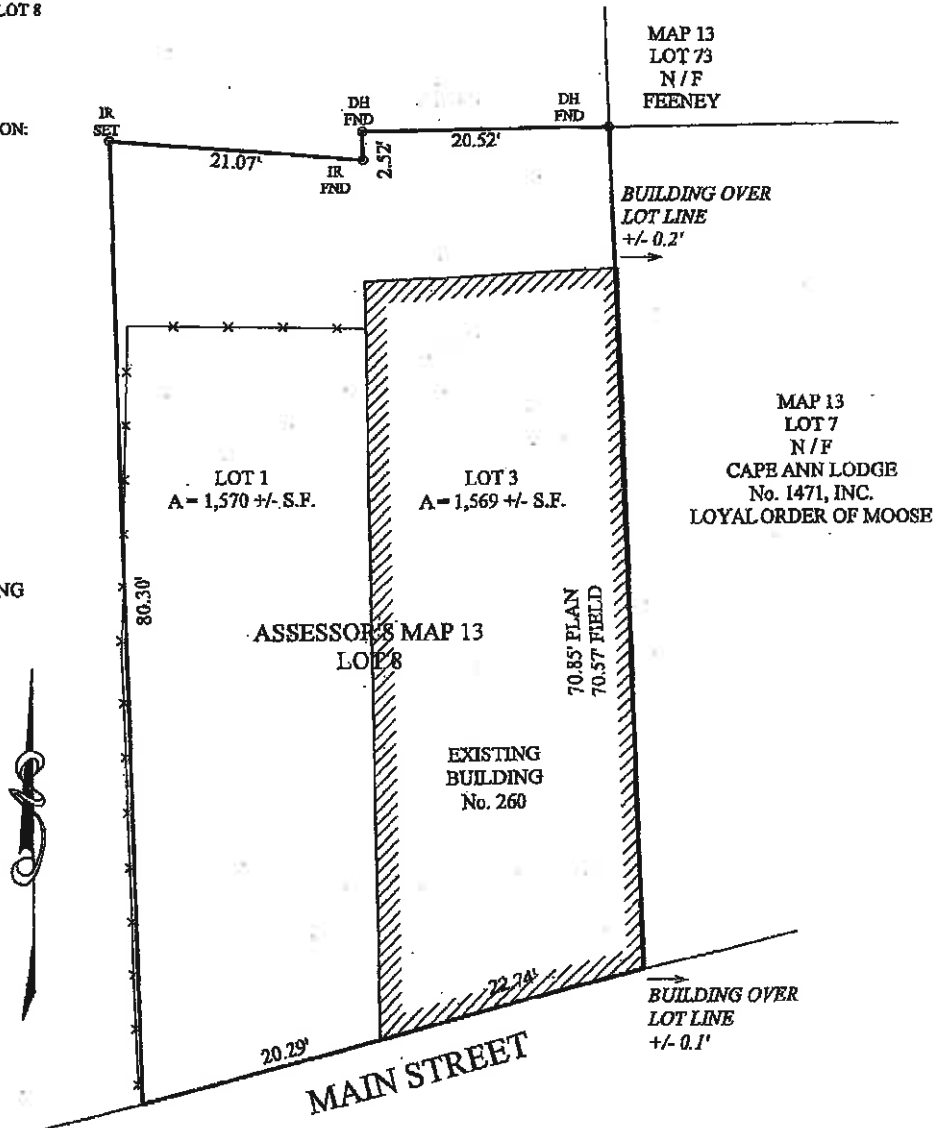 LOT 8
MAP 13
LOT 73
N / F
FEENEY
ON:
IR
SET
DH
FND
DH
FND
21.07'
2.52'
20.52'
IR
FND
BUILDING OVER
LOT LINE
+/- 0.2'
MAP 13
LOT 7
N / F
CAPE ANN LODGE
No. 1471, INC.
LOYAL ORDER OF MOOSE
LOT 1
A = 1,570 +/- S.F.
LOT 3
A = 1,569 +/- S.F.
NG
80.30'
ASSESSOR'S MAP 13
LOT 8
70.85' PLAN
70.57' FIELD
EXISTING
BUILDING
No. 260
22.74'
BUILDING OVER
LOT LINE
+/- 0.1'
20.29'
MAIN STREET